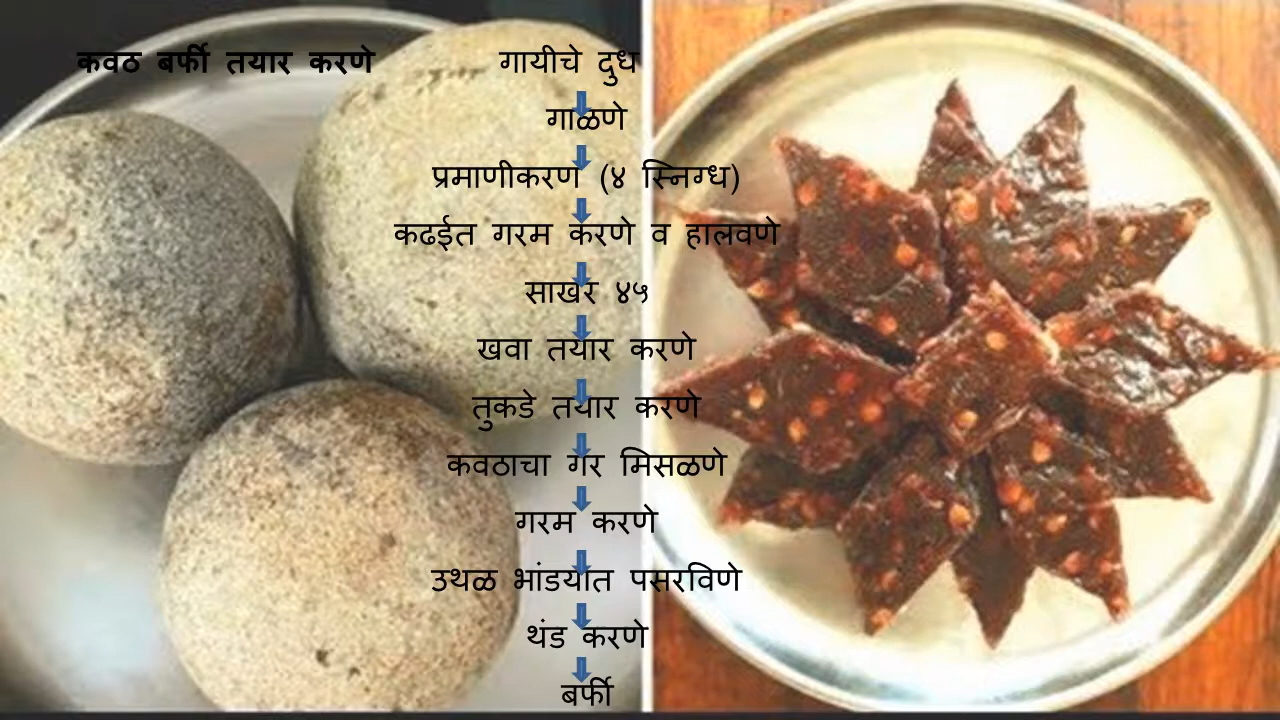 कवठ बर्फी तयार करणे
गायीचे दुध
गाळणे
प्रमाणीकरण (४ स्निग्ध)
कढईत गरम करणे व हालवणे
साखर ४५
खवा तयार करणे
तुकडे तयार करणे
कवठाचा गर मिसळणे
गरम करणे
उथळ भांडयात पसरविणे
थंड करणे
बर्फी